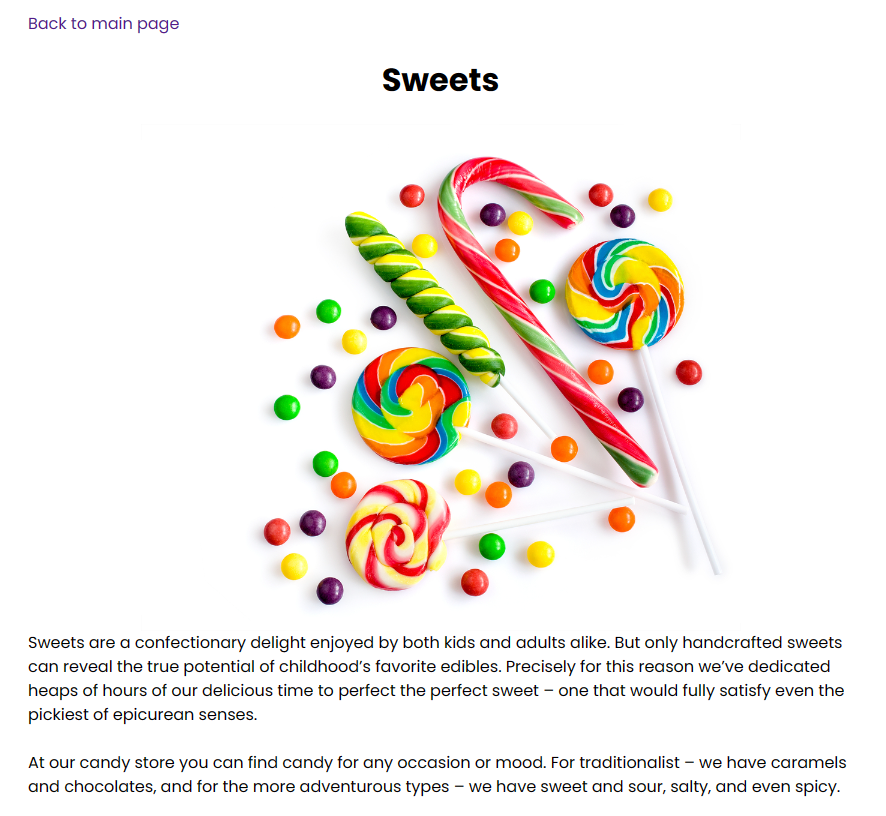 Back to main page
Sweets
Sweets are a confectionary delight enjoyed by both kids and adults alike. But only handcrafted sweets
can reveal the true potential of childhood’s favorite edibles. Precisely for this reason we’ve dedicated
heaps of hours of our delicious time to perfect the perfect sweet – one that would fully satisfy even the
pickiest of epicurean senses.
At our candy store you can find candy for any occasion or mood. For traditionalist – we have caramels
and chocolates, and for the more adventurous types – we have sweet and sour, salty, and even spicy.